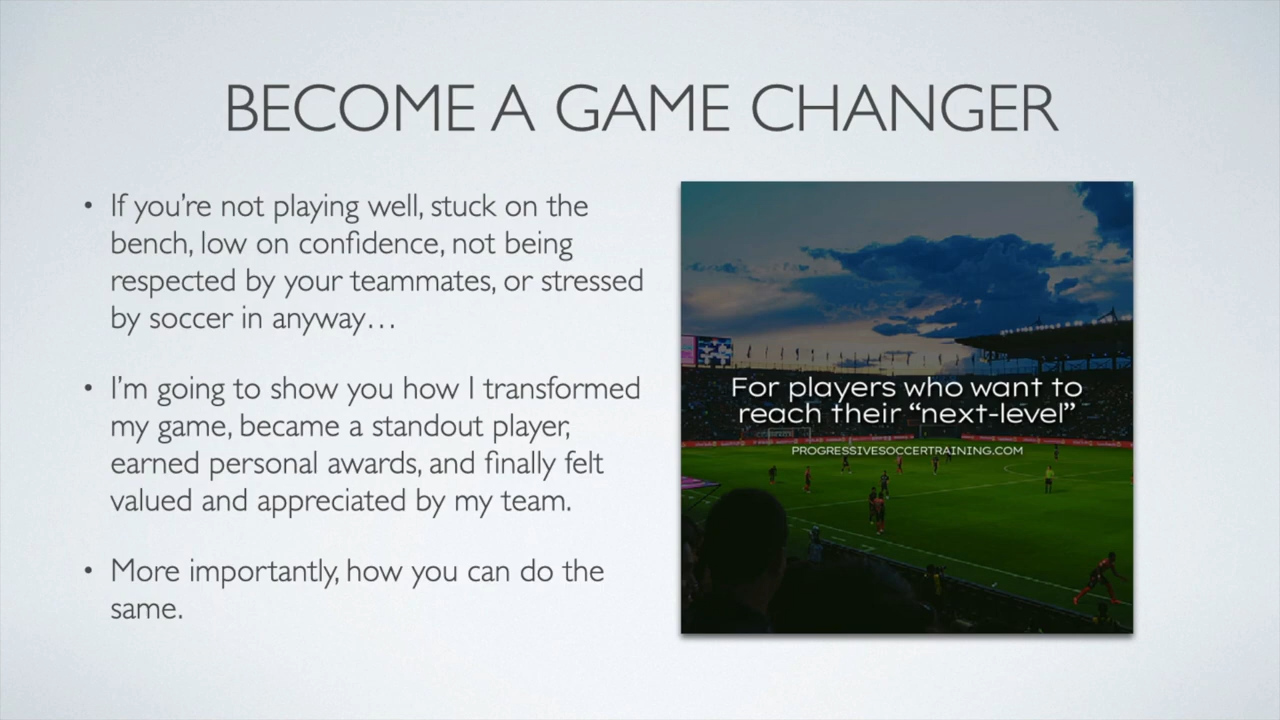 BECOME A GAME CHANGER
• If you’re not playing well, stuck on the
bench, low on confidence, not being
respected by your teammates, or stressed
by soccer in anyway…
• I’m going to show you how I transformed
my game, became a standout player,
earned personal awards, and finally felt
valued and appreciated by my team.
• More importantly, how you can do the
same.
For players who want to
reach their “next-level”
PROGRESSIVESOCCERTRAINING.COM